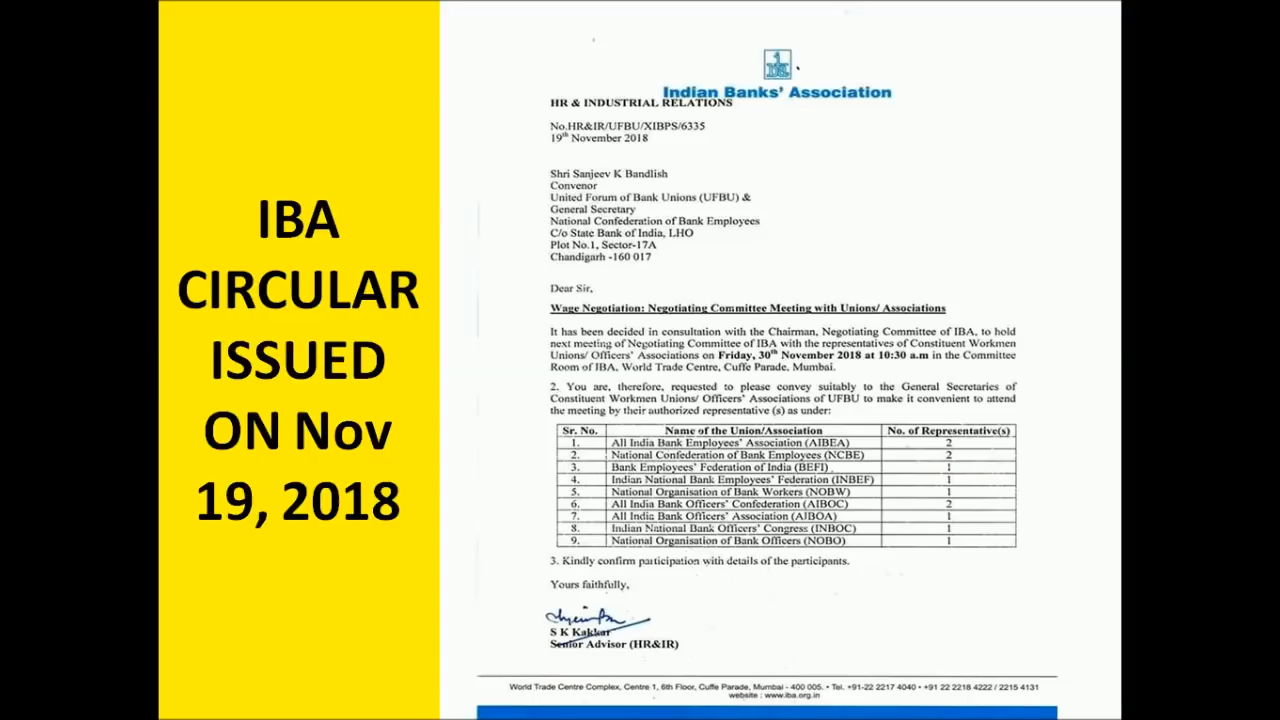 IBA
CIRCULAR
ISSUED
ON Nov
19, 2018
IBA
Indian Banks' Association
HR & INDUSTRIAL RELATIONS
No.HR&IR/UFBU/XIBPS/6335
19th November 2018
Shri Sanjeev K Bandlish
Convenor
United Forum of Bank Unions (UFBU) &
General Secretary
National Confederation of Bank Employees
C/o State Bank of India, LHO
Plot No.1, Sector-17A
Chandigarh -160 017
Dear Sir,
Wage Negotiation: Negotiating Committee Meeting with Unions/ Associations
It has been decided in consultation with the Chairman, Negotiating Committee of IBA, to hold
next meeting of Negotiating Committee of IBA with the representatives of Constituent Workmen
Unions/ Officers' Associations on Friday, 30th November 2018 at 10:30 a.m in the Committee
Room of IBA, World Trade Centre, Cuffe Parade, Mumbai.
2. You are, therefore, requested to please convey suitably to the General Secretaries of
Constituent Workmen Unions/ Officers' Associations of UFBU to make it convenient to attend
the meeting by their authorized representative (s) as under:
Sr. No. Name of the Union/Association No. of Representative(s)
1. All India Bank Employees' Association (AIBEA) 2
2. National Confederation of Bank Employees (NCBE) 2
3. Bank Employees' Federation of India (BEFI) 1
4. Indian National Bank Employees' Federation (INBEF) 1
5. National Organisation of Bank Workers (NOBW) 1
6. All India Bank Officers' Confederation (AIBOC) 2
7. All India Bank Officers' Association (AIBOA) 1
8. Indian National Bank Officers' Congress (INBOC) 1
9. National Organisation of Bank Officers (NOBO) 1
3. Kindly confirm participation with details of the participants.
Yours faithfully,
S K Kakkar
Senior Advisor (HR&IR)
World Trade Centre Complex, Centre 1, 6th Floor, Cuffe Parade, Mumbai - 400 005. • Tel. +91-22 2217 4040 • +91 22 2218 4222 / 2215 4131
website : www.iba.org.in